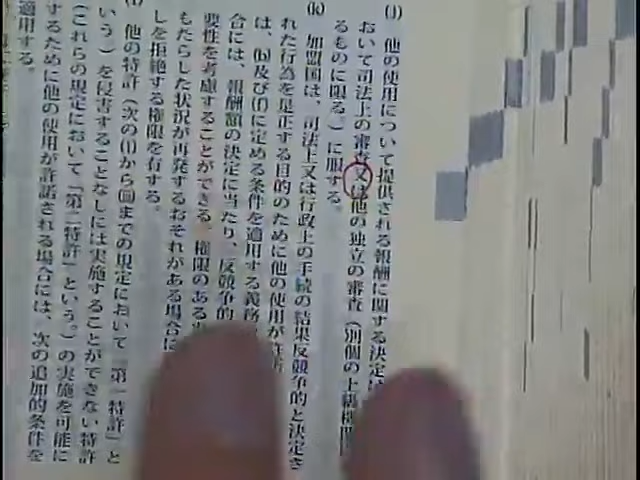 (j) 他の使用について提供される報酬に関する決定は
おいて司法上の審査又は他の独立の審査（別個の上級機関
るものに限る。）に服する。
(k) 加盟国は、司法上又は行政上の手続の結果反競争的と決定さ
れた行為を是正する目的のために他の使用が許諾
は、(b)及び(f)に定める条件を適用する義務
合には、報酬額の決定に当たり、反競争的
要性を考慮することができる。権限のある
もたらした状況が再発するおそれがある場合に
しを拒絶する権限を有する。
(l) 他の特許（次の(i)から(iii)までの規定において「第一特許」と
いう）を侵害することなしには実施することができない特許
（これらの規定において「第二特許」という。）の実施を可能に
するために他の使用が許諾される場合には、次の追加的条件を
適用する。